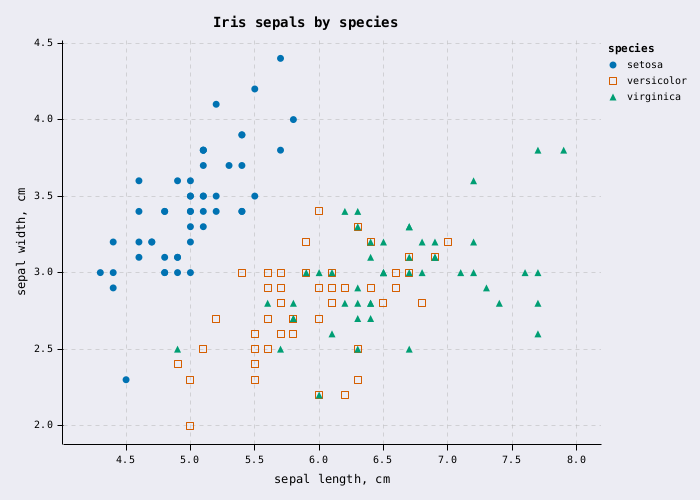 Iris sepals by species
species
setosa
versicolor
virginica
sepal width, cm
4.5
4.0
3.5
3.0
2.5
2.0
4.5 5.0 5.5 6.0 6.5 7.0 7.5 8.0
sepal length, cm